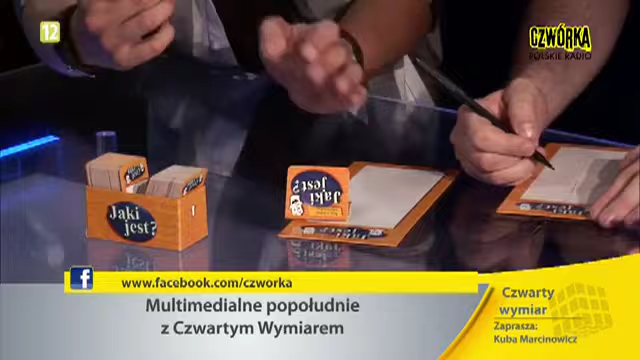 12
CZWÓRKA
POLSKIE RADIO
Jaki
jest?
Jaki
jest?
f
www.facebook.com/czworka
Multimedialne popołudnie
z Czwartym Wymiarem
Czwarty
wymiar
Zaprasza:
Kuba Marcinowicz